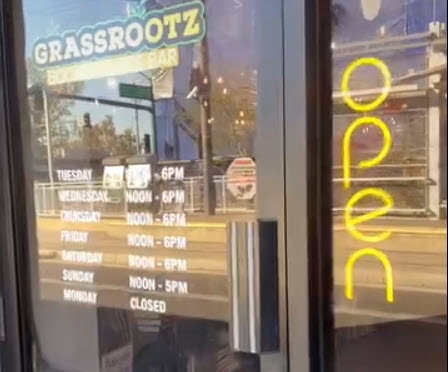 GRASSROOTZ
BAR
TUESDAY - 6PM
WEDNESDAY NOON - 6PM
THURSDAY NOON - 6PM
FRIDAY NOON - 6PM
SATURDAY NOON - 6PM
SUNDAY NOON - 5PM
MONDAY CLOSED
open